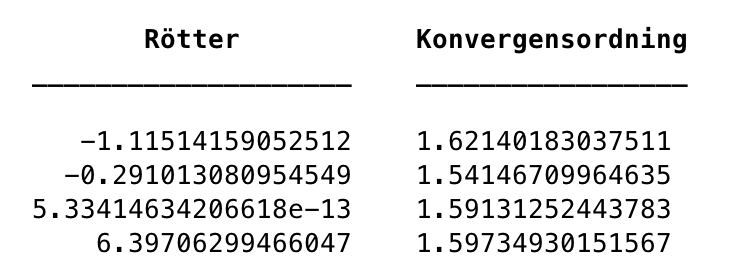 Rötter Konvergensordning
-1.11514159052512 1.62140183037511
-0.291013080954549 1.54146709964635
5.33414634206618e-13 1.59131252443783
6.39706299466047 1.59734930151567